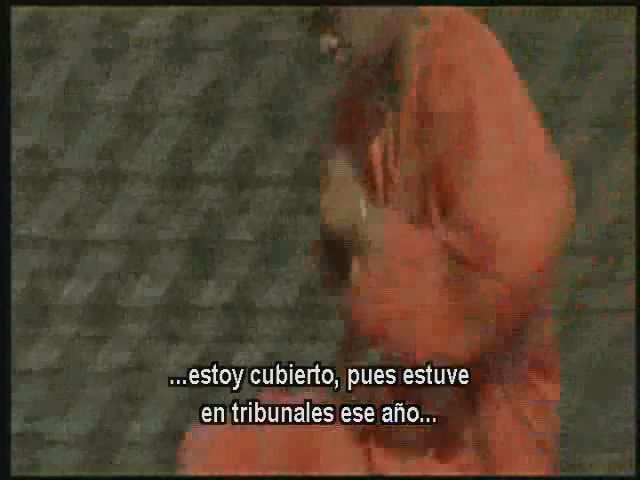 ...estoy cubierto, pues estuve
en tribunales ese año...